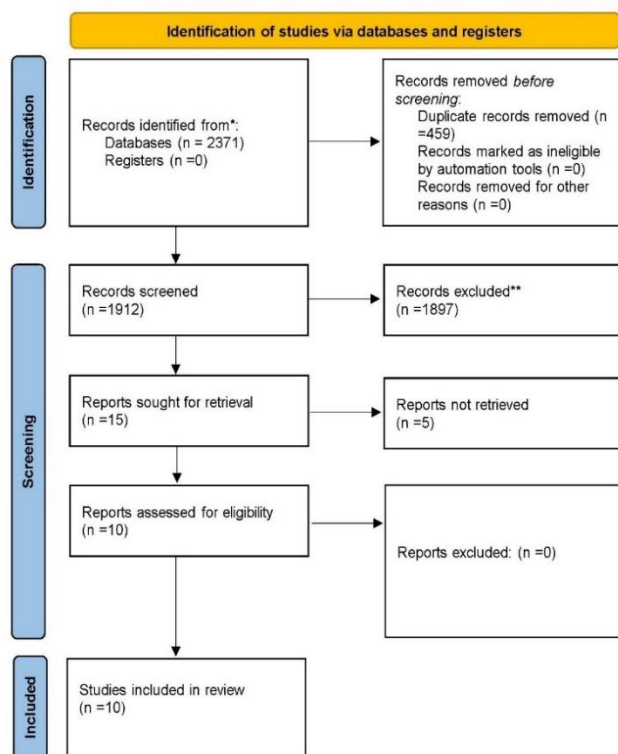 Identification of studies via databases and registers
Identification
Records identified from*:
Databases (n = 2371)
Registers (n =0)
Records removed before
screening:
Duplicate records removed (n
=459)
Records marked as ineligible
by automation tools (n =0)
Records removed for other
reasons (n =0)
Screening
Records screened
(n =1912)
Records excluded**
(n =1897)
Reports sought for retrieval
(n =15)
Reports not retrieved
(n =5)
Reports assessed for eligibility
(n =10)
Reports excluded: (n =0)
Included
Studies included in review
(n =10)